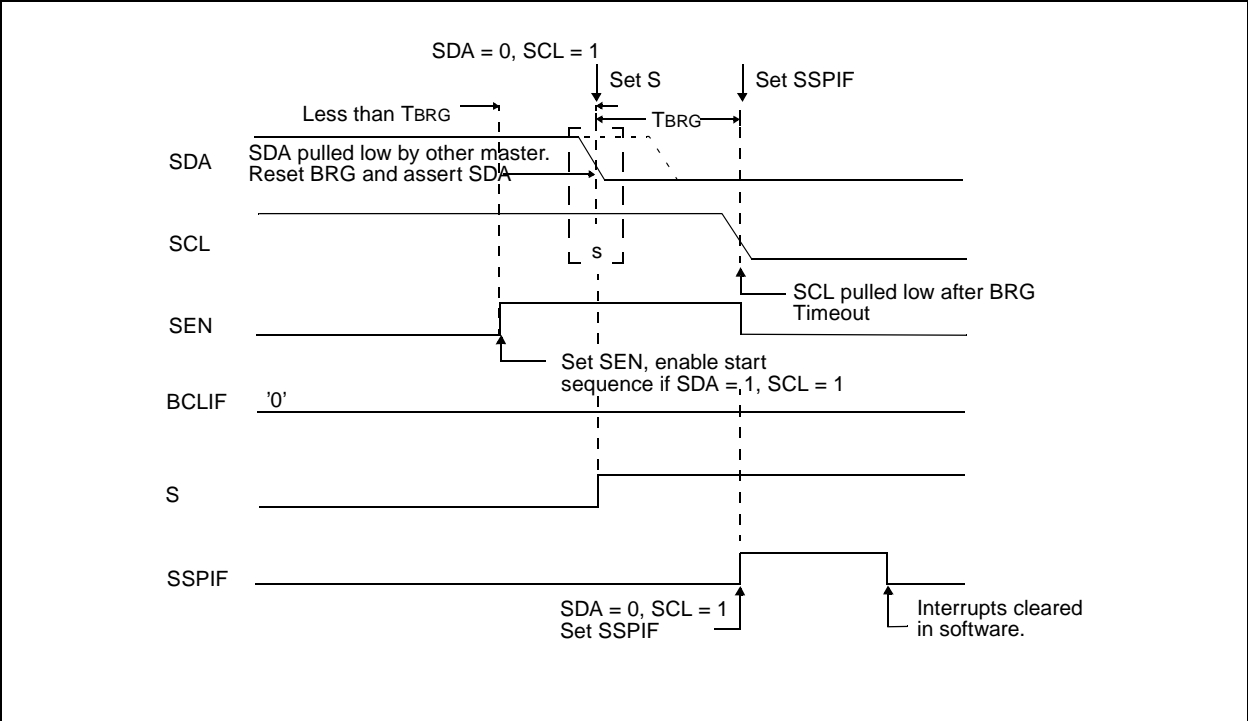 SDA = 0, SCL = 1
Set S
Set SSPIF
Less than TBRG
TBRG
SDA
SDA pulled low by other master.
Reset BRG and assert SDA
SCL
S
SCL pulled low after BRG
Timeout
SEN
Set SEN, enable start
sequence if SDA = 1, SCL = 1
BCLIF
'0'
S
SSPIF
SDA = 0, SCL = 1
Set SSPIF
Interrupts cleared
in software.